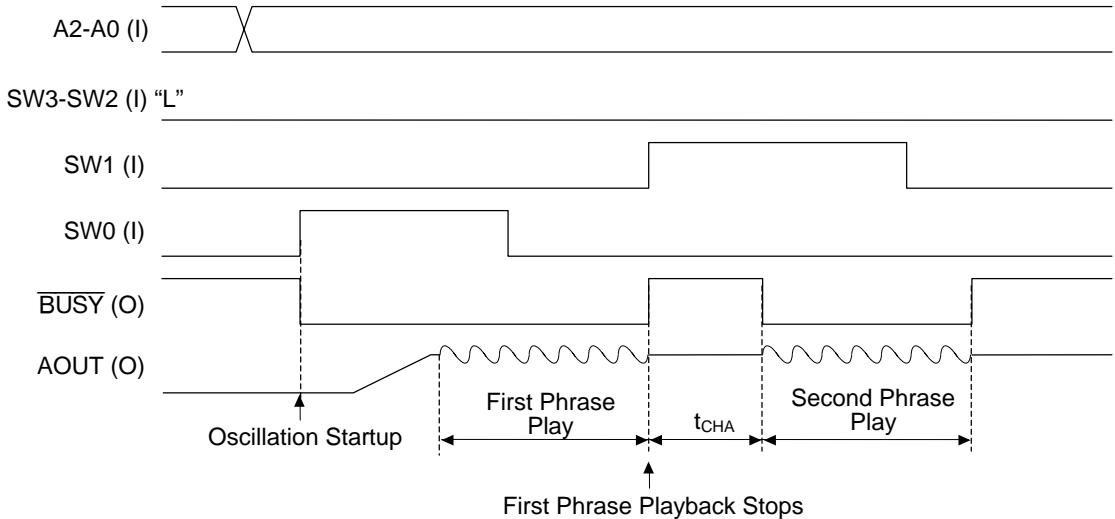 A2-A0 (I)
SW3-SW2 (I) “L”
SW1 (I)
SW0 (I)
BUSY (O)
AOUT (O)
First Phrase
Play
tCHA
Second Phrase
Play
Oscillation Startup
First Phrase Playback Stops